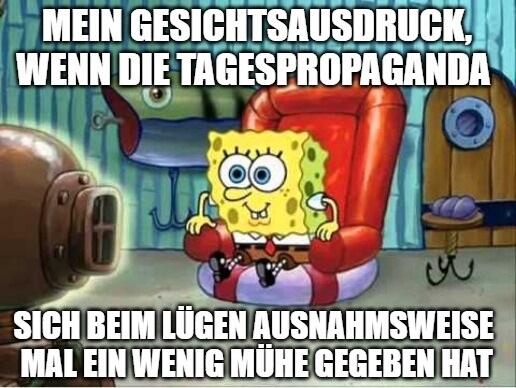 MEIN GESICHTSAUSDRUCK,
WENN DIE TAGESPROPAGANDA
SICH BEIM LÜGEN AUSNAHMSWEISE
MAL EIN WENIG MÜHE GEGEBEN HAT